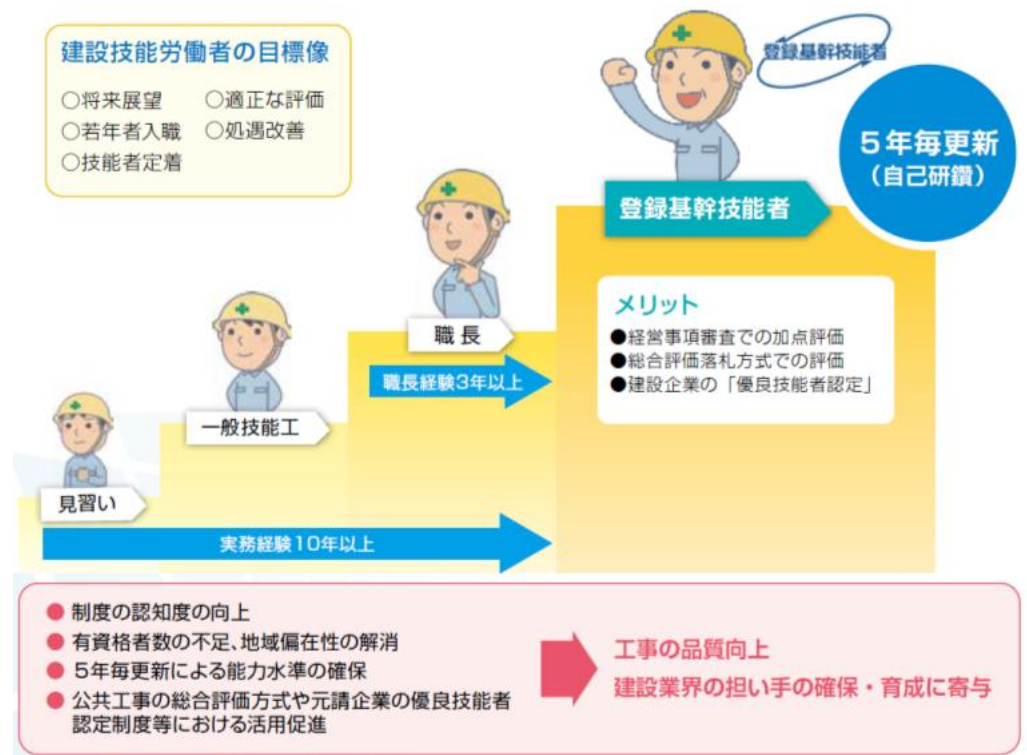 建設技能労働者の目標像
○将来展望 ○適正な評価
○若年者入職 ○処遇改善
○技能者定着
登録基幹技能者
5年毎更新
（自己研鑽）
登録基幹技能者
メリット
●経営事項審査での加点評価
●総合評価落札方式での評価
●建設企業の「優良技能者認定」
職長
職長経験3年以上
一般技能工
見習い
実務経験10年以上
● 制度の認知度の向上
● 有資格者数の不足、地域偏在性の解消
● 5年毎更新による能力水準の確保
● 公共工事の総合評価方式や元請企業の優良技能者
認定制度等における活用促進
工事の品質向上
建設業界の担い手の確保・育成に寄与